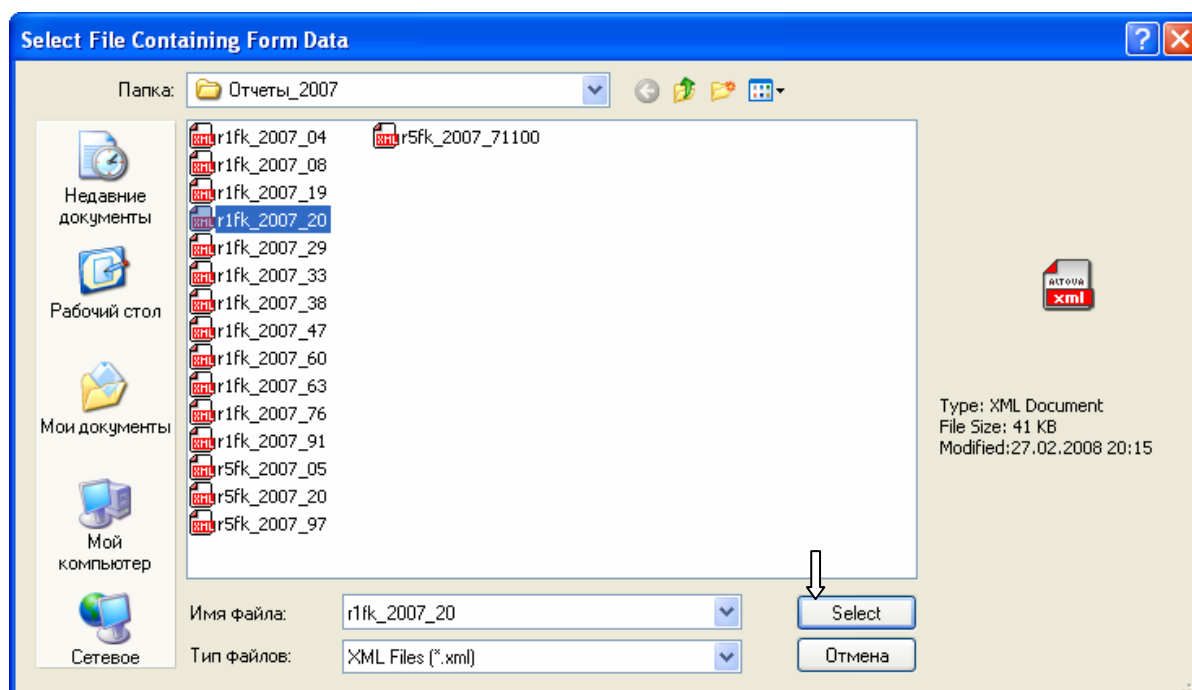 Select File Containing Form Data
Папка:
Отчеты_2007
r1fk_2007_04
r1fk_2007_08
r1fk_2007_19
r1fk_2007_20
r1fk_2007_29
r1fk_2007_33
r1fk_2007_38
r1fk_2007_47
r1fk_2007_60
r1fk_2007_63
r1fk_2007_76
r1fk_2007_91
r5fk_2007_05
r5fk_2007_20
r5fk_2007_97
r5fk_2007_71100
Недавние
документы
Рабочий стол
Мои документы
Мой
компьютер
Сетевое
ALTOVA
xml
Type: XML Document
File Size: 41 KB
Modified:27.02.2008 20:15
Имя файла:
r1fk_2007_20
Select
Тип файлов:
XML Files (*.xml)
Отмена